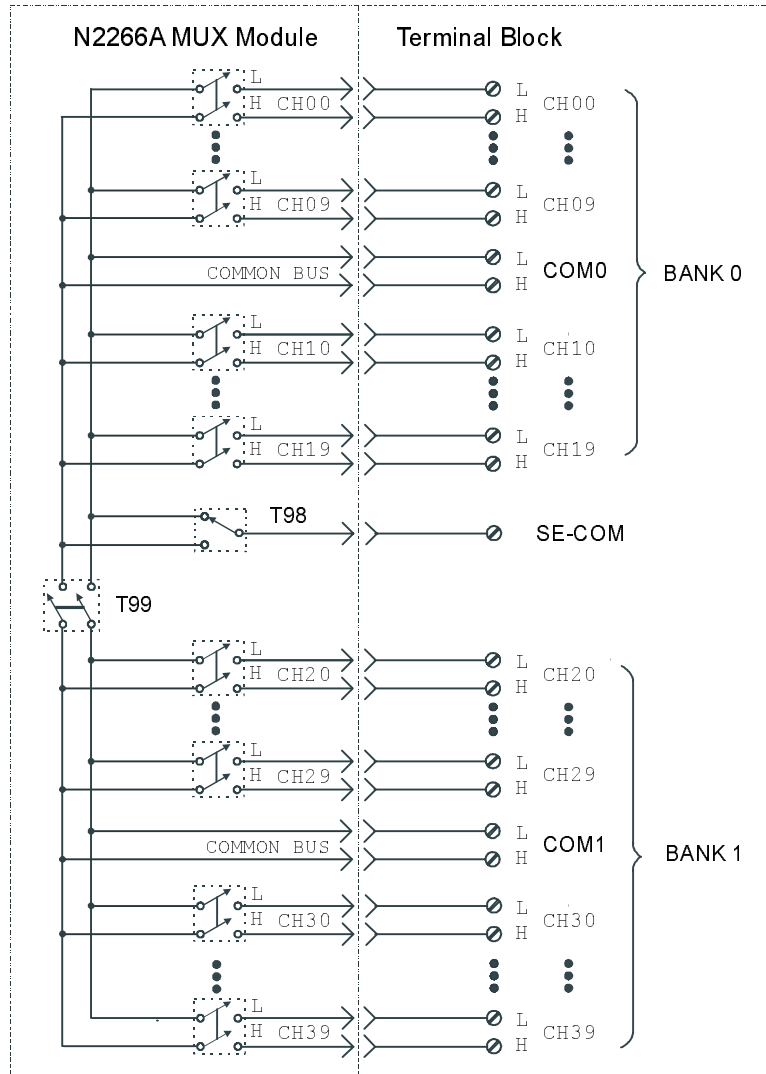 N2266A MUX Module Terminal Block
L L
H CH00 H CH00
L L
H CH09 H CH09
L
COMMON BUS COM0
H
BANK 0
L L
H CH10 H CH10
L L
H CH19 H CH19
T98 SE-COM
T99
L L
H CH20 H CH20
L L
H CH29 H CH29
L
COMMON BUS COM1
H
BANK 1
L L
H CH30 H CH30
L L
H CH39 H CH39